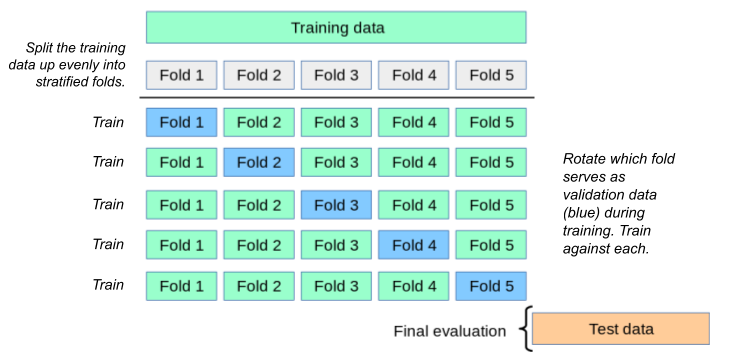 Training data
Split the training
data up evenly into
stratified folds.
Fold 1 Fold 2 Fold 3 Fold 4 Fold 5
Train Fold 1 Fold 2 Fold 3 Fold 4 Fold 5
Train Fold 1 Fold 2 Fold 3 Fold 4 Fold 5
Train Fold 1 Fold 2 Fold 3 Fold 4 Fold 5
Train Fold 1 Fold 2 Fold 3 Fold 4 Fold 5
Train Fold 1 Fold 2 Fold 3 Fold 4 Fold 5
Rotate which fold
serves as
validation data
(blue) during
training. Train
against each.
Final evaluation Test data